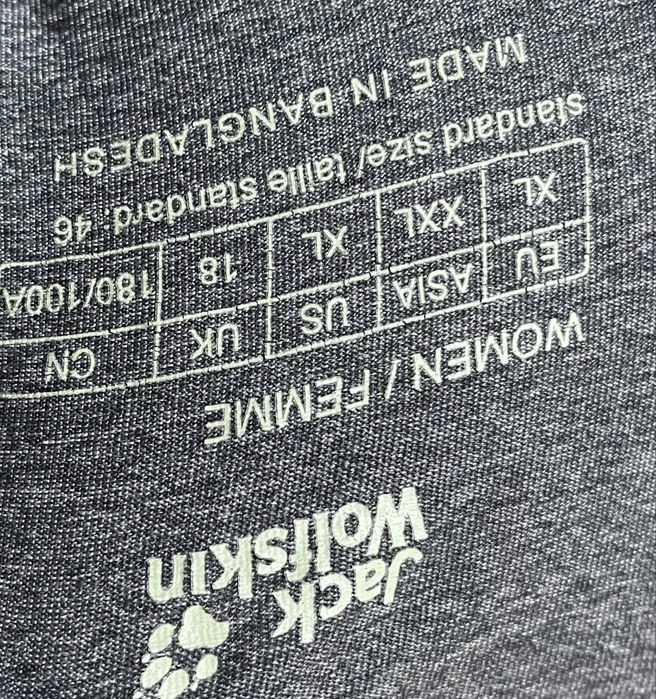 Jack
Wolfskin
WOMEN / FEMME
EU ASIA US UK CN
XL XXL XL 18 180/100A
Standard size/ taille standard: 46
MADE IN BANGLADESH